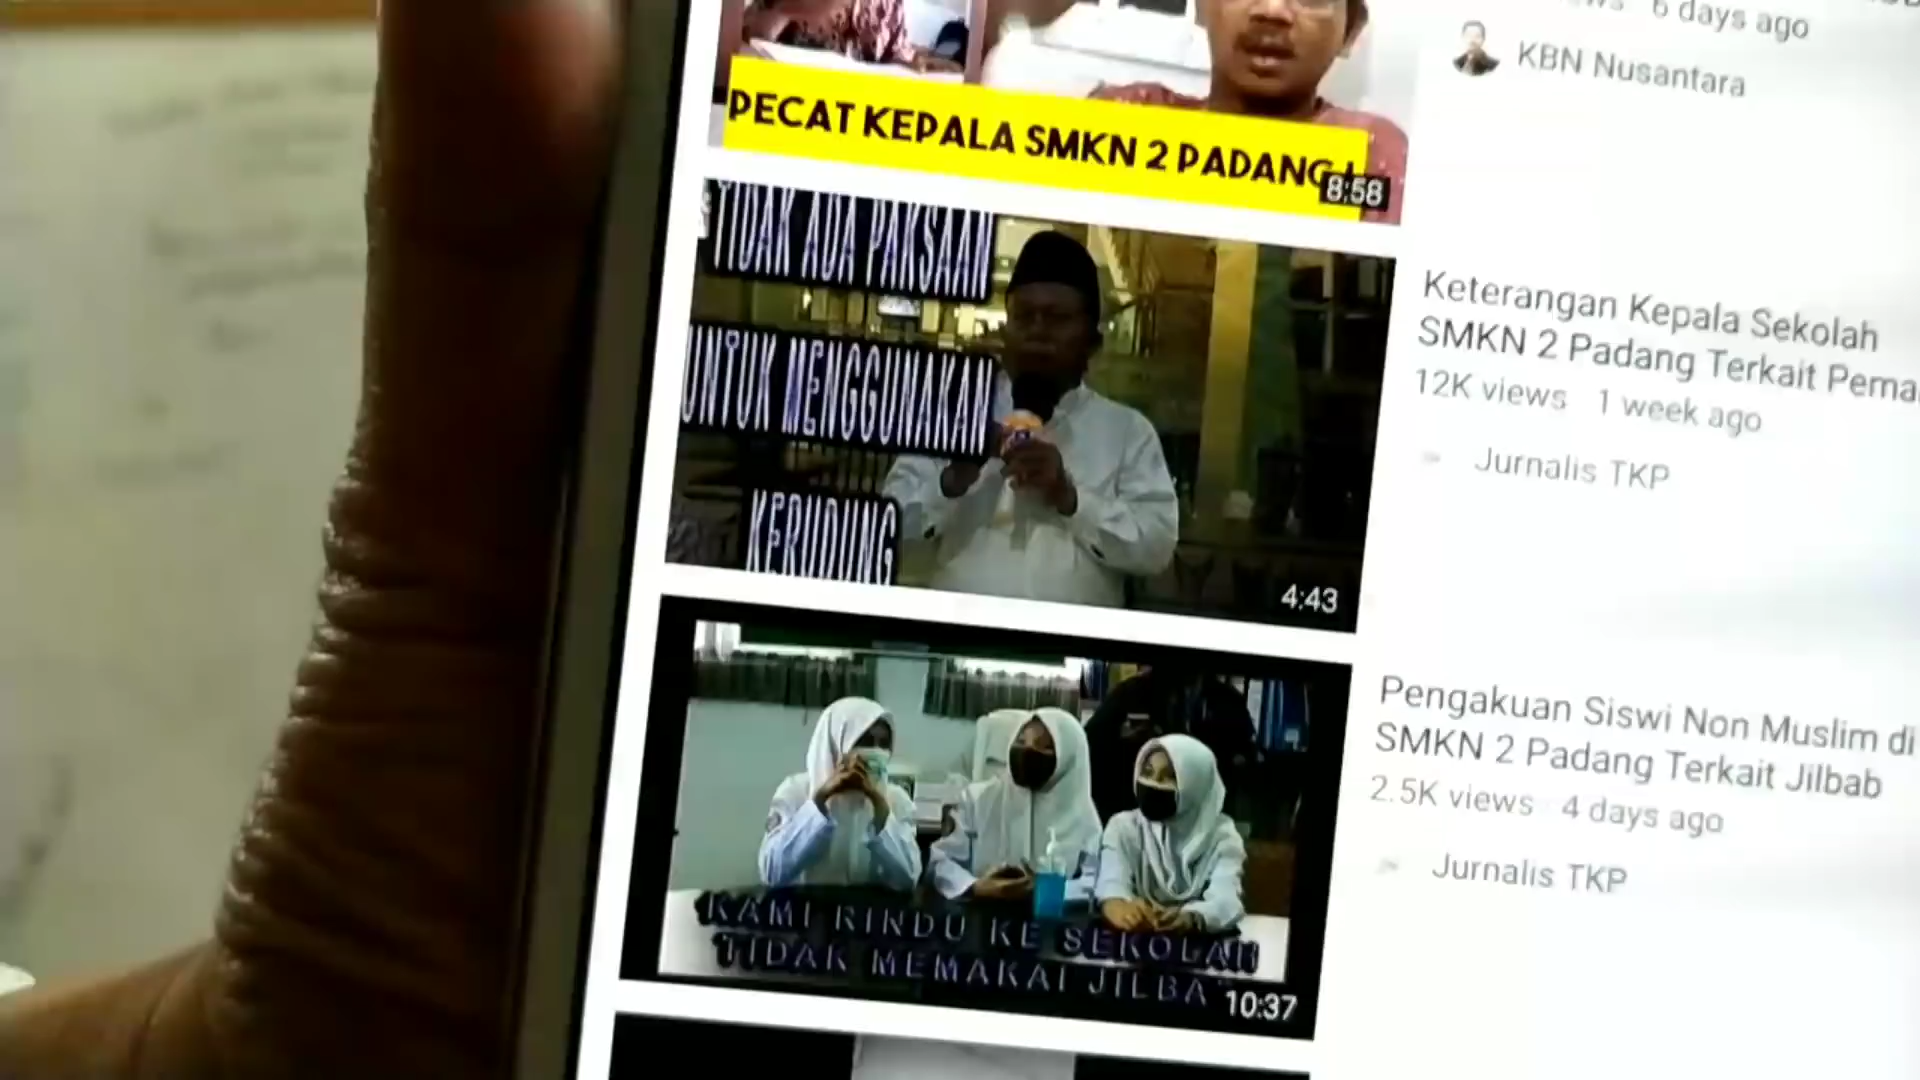 6 days ago
KBN Nusantara
PECAT KEPALA SMKN 2 PADANG !
8:58
TIDAK ADA PAKSAAN
UNTUK MENGGUNAKAN
KERUDUNG
4:43
Keterangan Kepala Sekolah
SMKN 2 Padang Terkait Pema
12K views 1 week ago
Jurnalis TKP
Pengakuan Siswi Non Muslim di
SMKN 2 Padang Terkait Jilbab
2.5K views 4 days ago
Jurnalis TKP
"KAMI RINDU KE SEKOLAH
TIDAK MEMAKAI JILBA
10:37